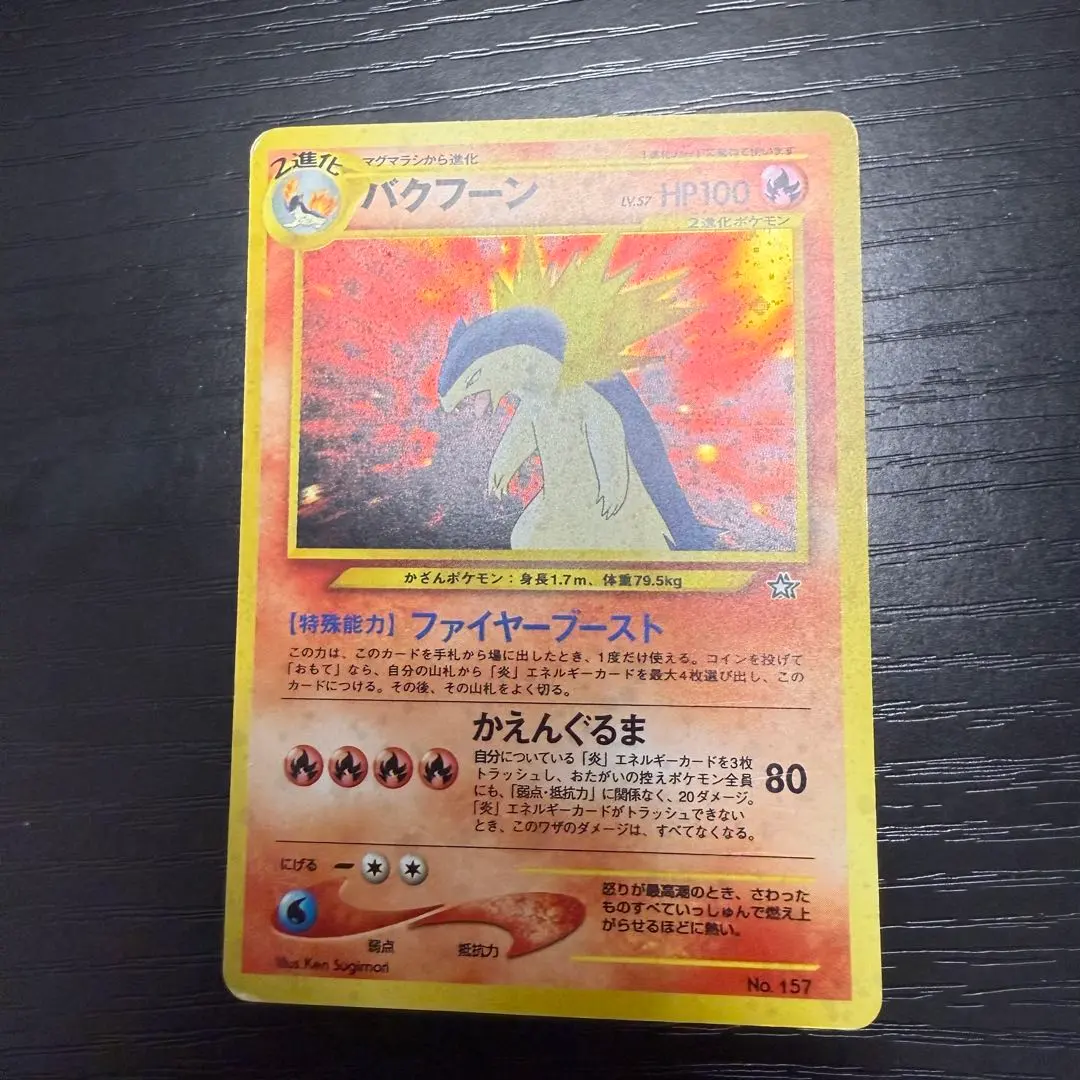 2進化
マグマラシから進化
1進化カードに重ねて使います
バクフーン
LV.57 HP100
2進化ポケモン
かざんポケモン:身長1.7m、体重79.5kg
【特殊能力】ファイヤーブースト
この力は、このカードを手札から場に出したとき、1度だけ使える。コインを投げて
「おもて」なら、自分の山札から「炎」エネルギーカードを最大4枚選び出し、この
カードにつける。その後、その山札をよく切る。
かえんぐるま
自分についている「炎」エネルギーカードを3枚
トラッシュし、おたがいの控えポケモン全員
にも、「弱点・抵抗力」に関係なく、20ダメージ。
「炎」エネルギーカードがトラッシュできない
とき、このワザのダメージは、すべてなくなる。
80
にげる
弱点
抵抗力
怒りが最高潮のとき、さわった
ものすべていっしゅんで燃え上
がらせるほどに熱い。
Illus. Ken Sugimori
No. 157